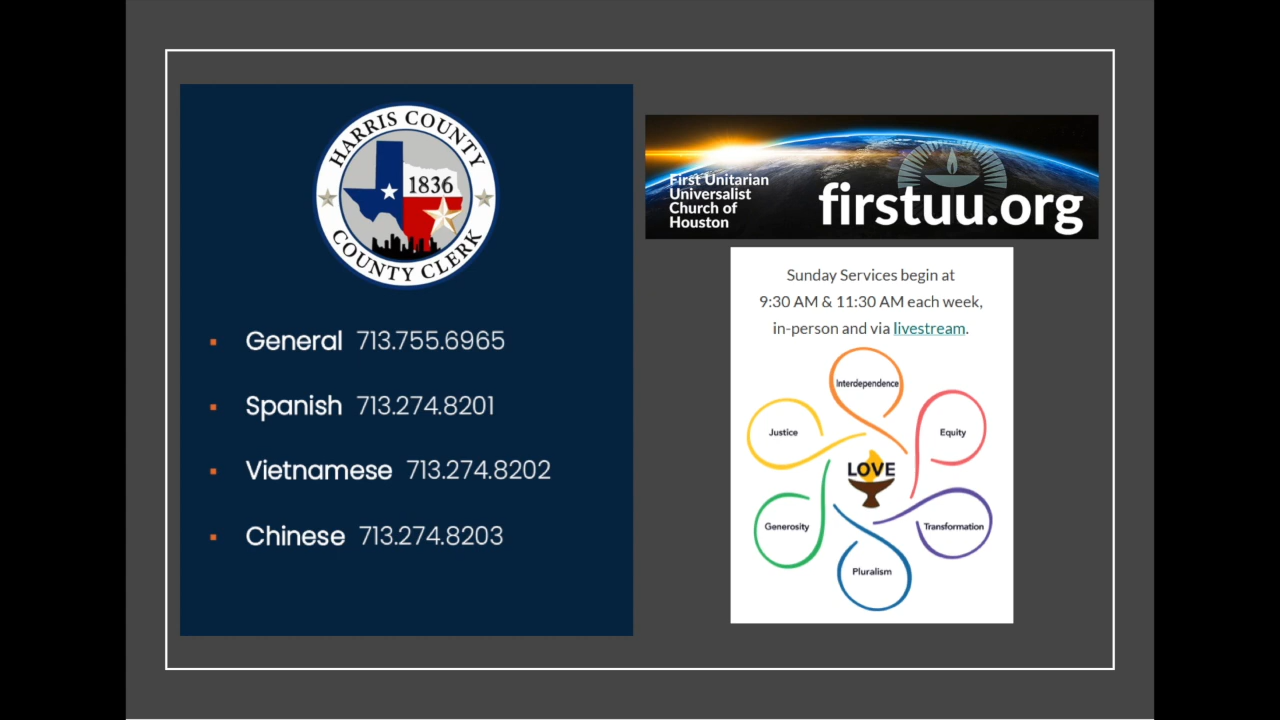 HARRIS COUNTY
1836
COUNTY CLERK
General 713.755.6965
Spanish 713.274.8201
Vietnamese 713.274.8202
Chinese 713.274.8203
First Unitarian
Universalist
Church of
Houston
firstuu.org
Sunday Services begin at
9:30 AM & 11:30 AM each week,
in-person and via livestream.
Interdependence
Justice
Equity
LOVE
Generosity
Transformation
Pluralism